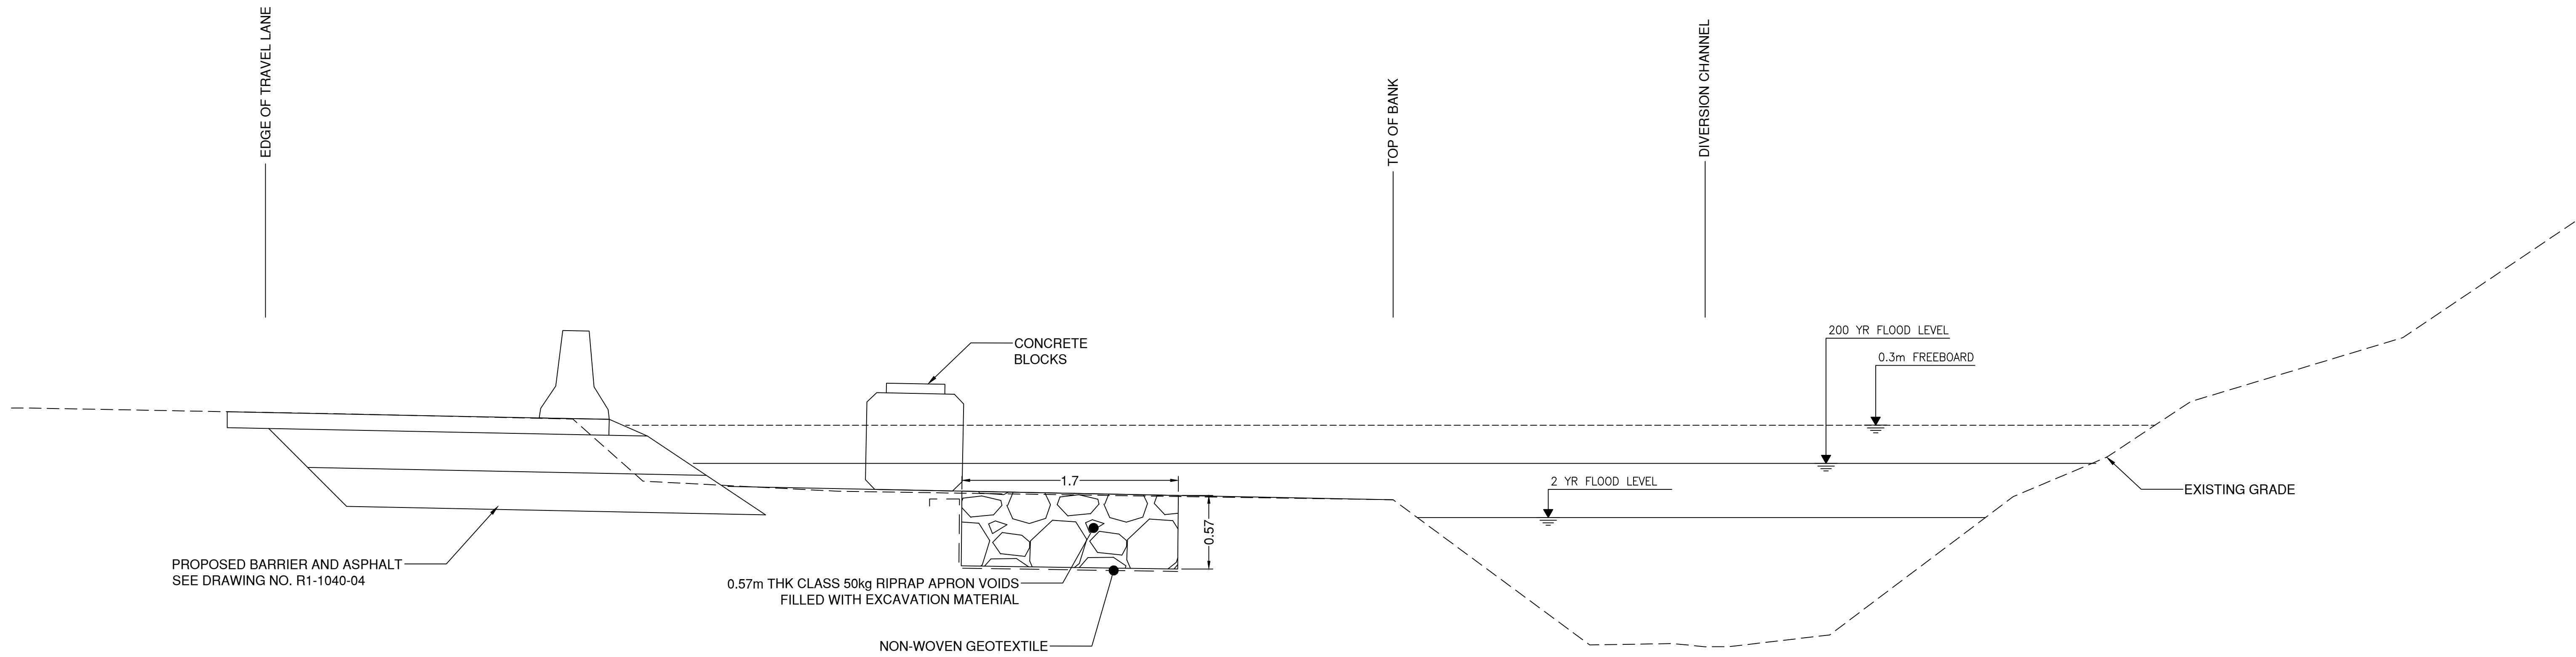 EDGE OF TRAVEL LANE
TOP OF BANK
DIVERSION CHANNEL
CONCRETE
BLOCKS
200 YR FLOOD LEVEL
0.3m FREEBOARD
2 YR FLOOD LEVEL
1.7
0.57
EXISTING GRADE
PROPOSED BARRIER AND ASPHALT
SEE DRAWING NO. R1-1040-04
0.57m THK CLASS 50kg RIPRAP APRON VOIDS
FILLED WITH EXCAVATION MATERIAL
NON-WOVEN GEOTEXTILE